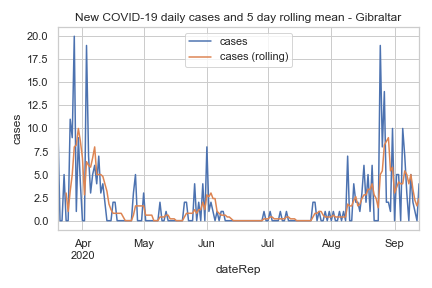 New COVID-19 daily cases and 5 day rolling mean - Gibraltar
cases
cases (rolling)
20.0
17.5
15.0
12.5
10.0
7.5
5.0
2.5
0.0
cases
Apr
2020
May
Jun
Jul
Aug
Sep
dateRep